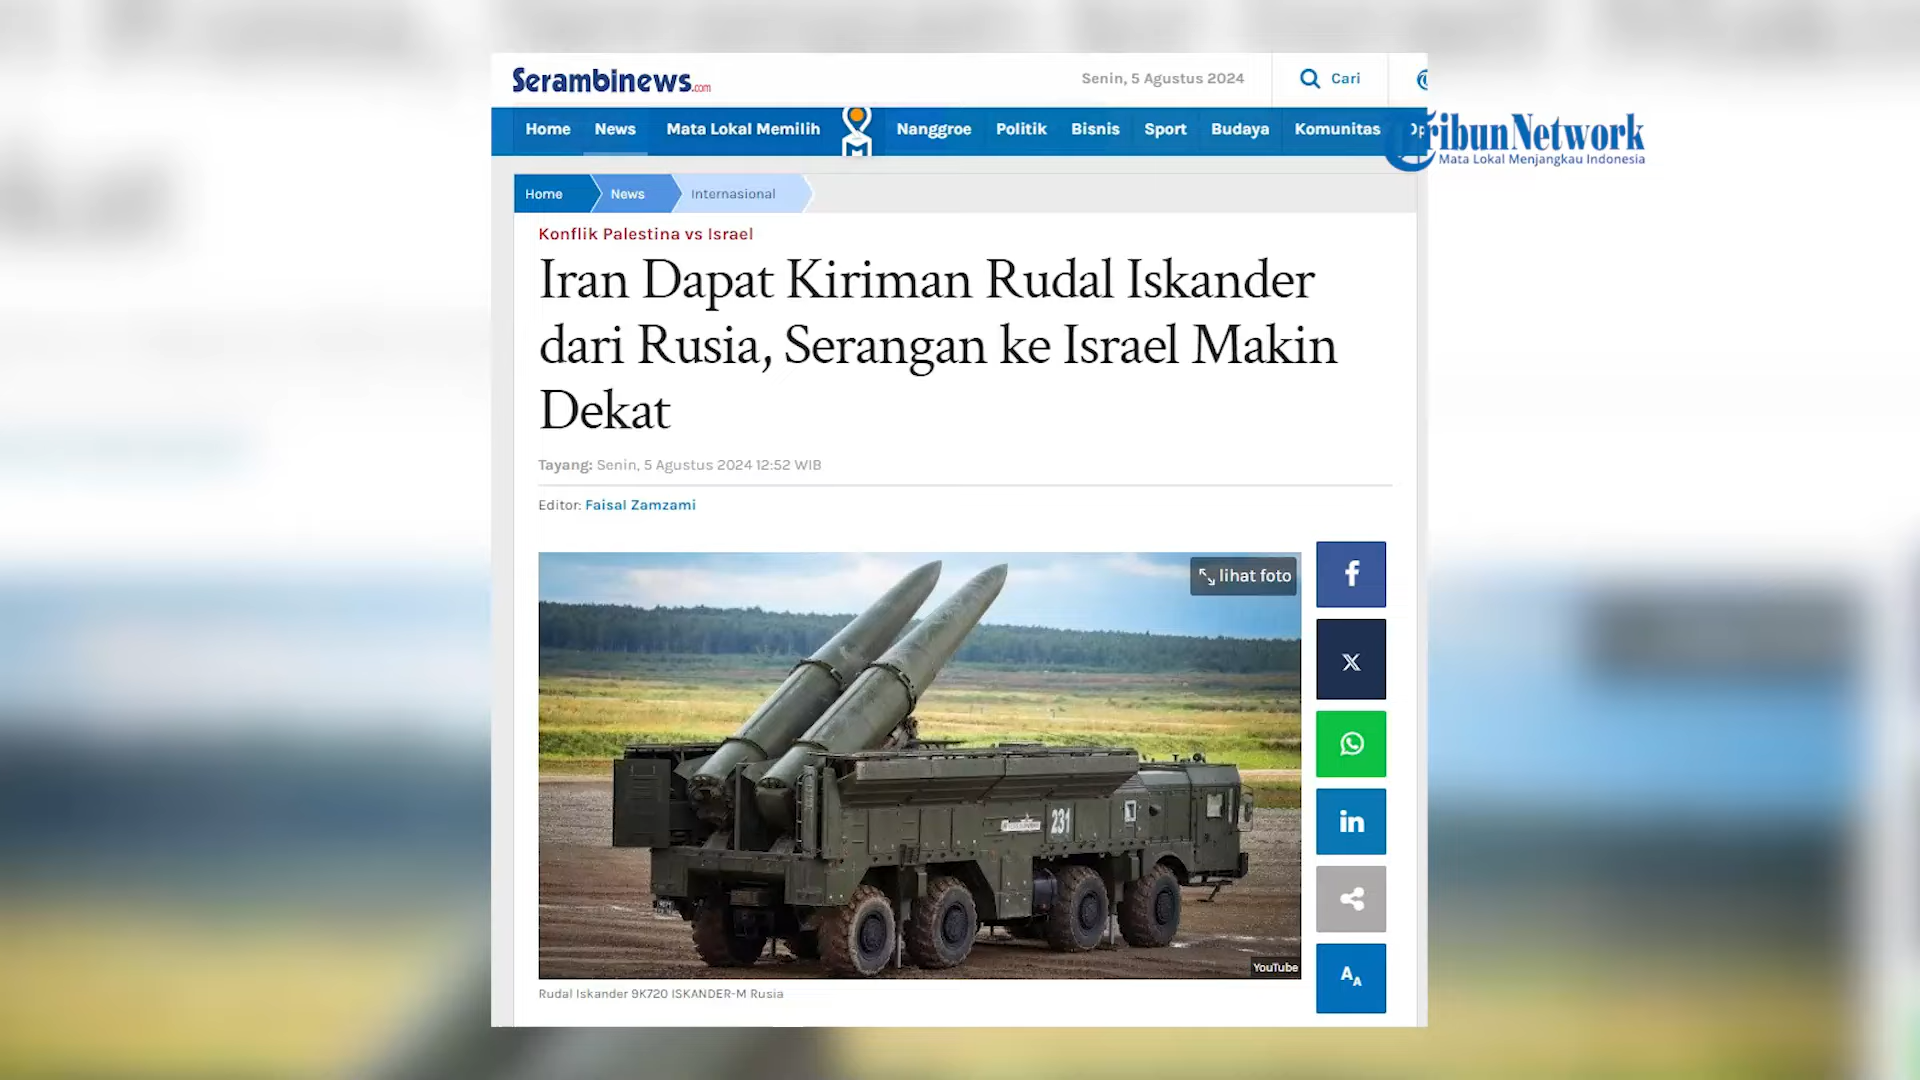 Serambinews.com
Senin, 5 Agustus 2024
Cari
Home News Mata Lokal Memilih Nanggroe Politik Bisnis Sport Budaya Komunitas Op
TribunNetwork
Mata Lokal Menjangkau Indonesia
Home News Internasional
Konflik Palestina vs Israel
Iran Dapat Kiriman Rudal Iskander
dari Rusia, Serangan ke Israel Makin
Dekat
Tayang: Senin, 5 Agustus 2024 12:52 WIB
Editor: Faisal Zamzami
lihat foto
231
YouTube
Rudal Iskander 9K720 ISKANDER-M Rusia